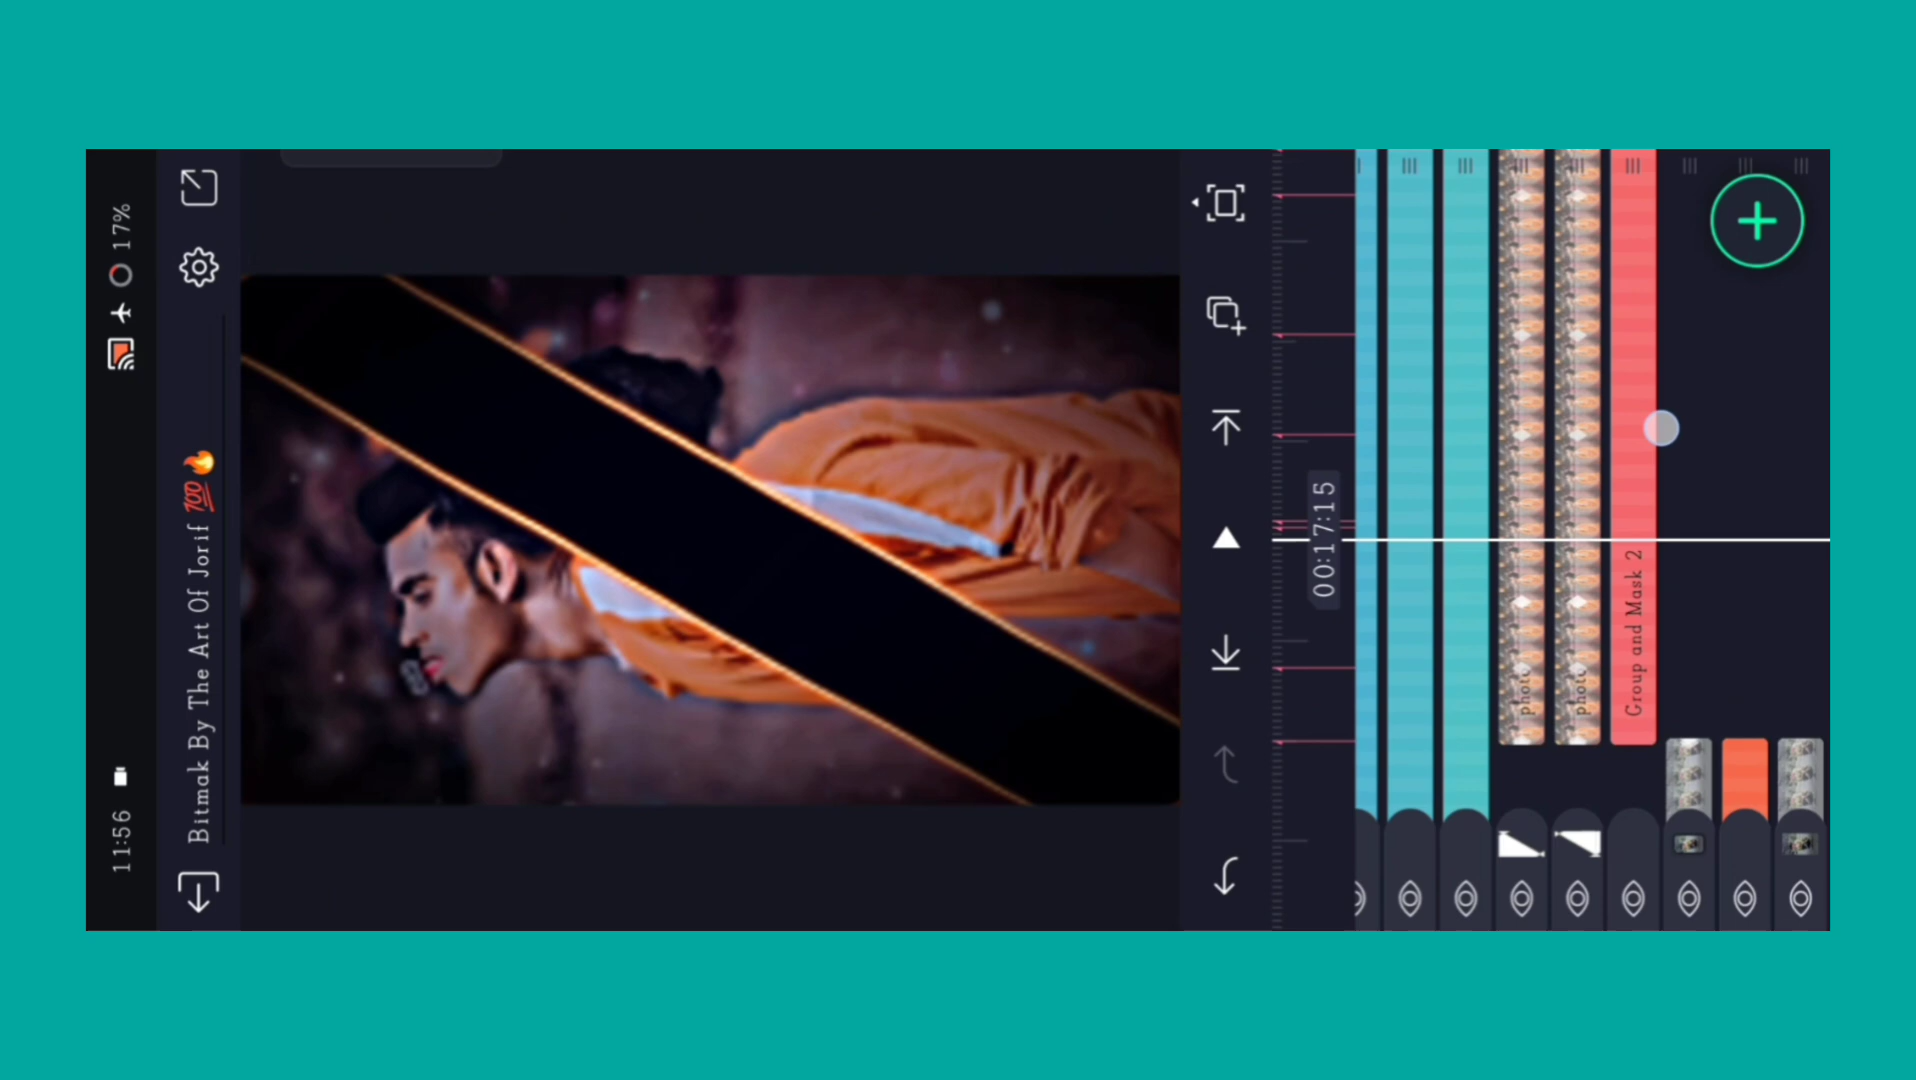 11:56
17%
Bitmak By The Art Of Jorif 💯🔥
00:17:15
photo
photo
Group and Mask 2